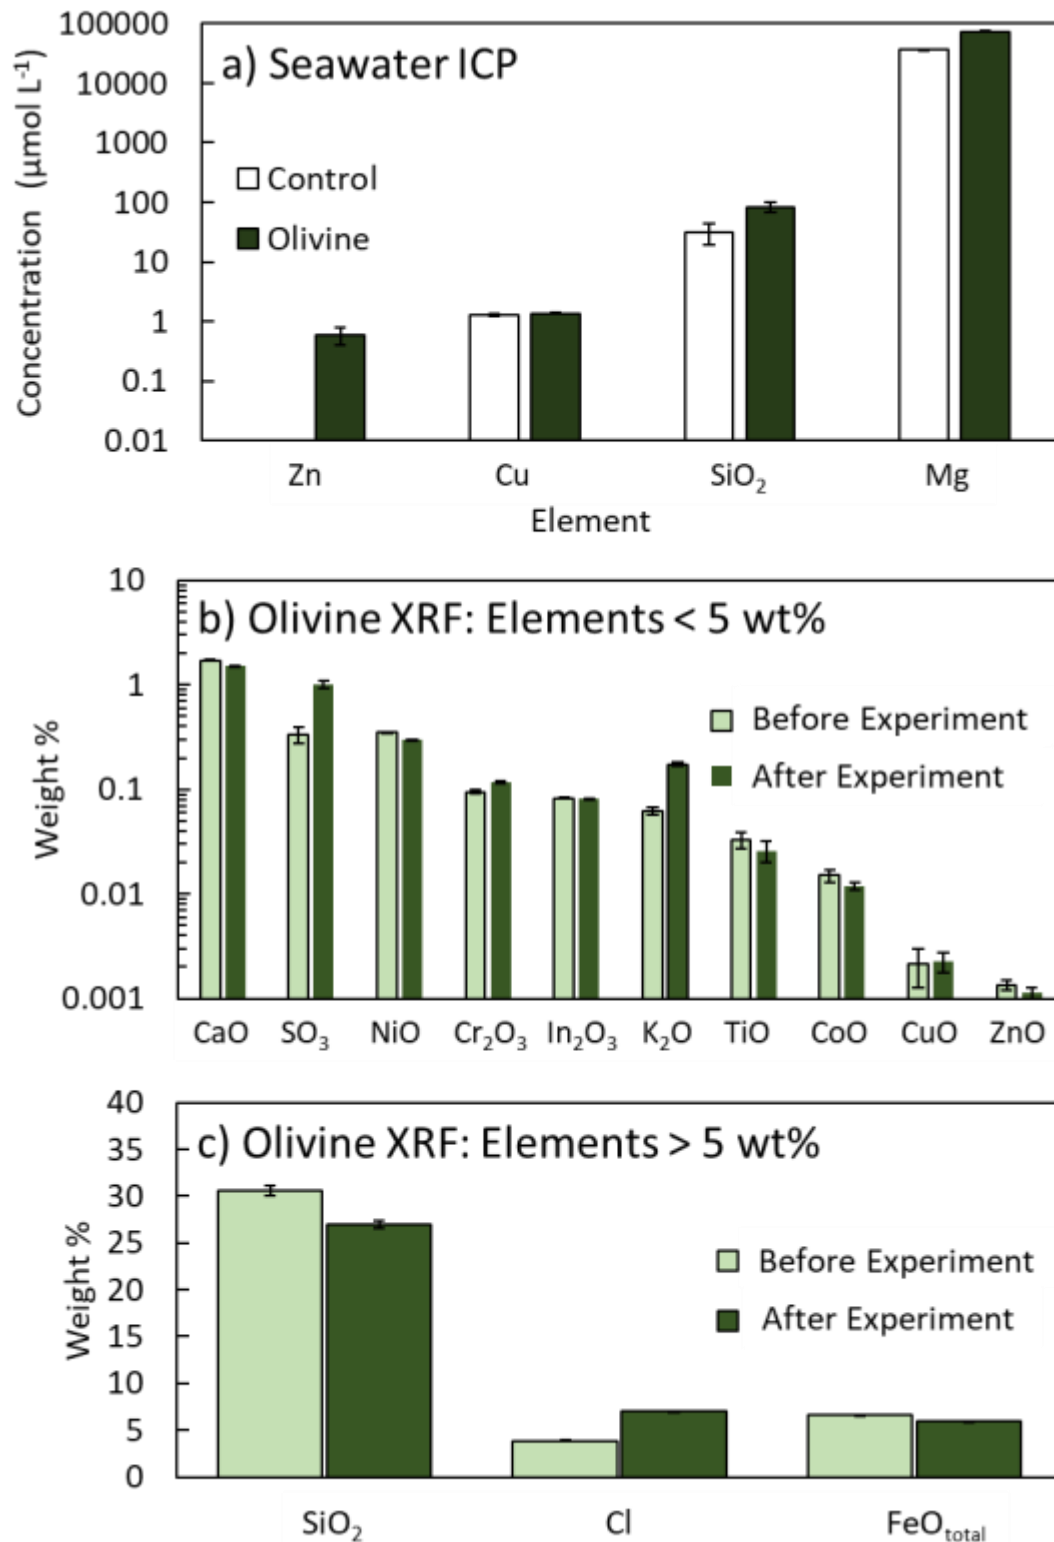 a) Seawater ICP
Concentration (µmol L⁻¹)
100000
10000
1000
100
10
1
0.1
0.01
Control
Olivine
Zn Cu SiO₂ Mg
Element
b) Olivine XRF: Elements < 5 wt%
Weight %
10
1
0.1
0.01
0.001
Before Experiment
After Experiment
CaO SO₃ NiO Cr₂O₃ In₂O₃ K₂O TiO CoO CuO ZnO
c) Olivine XRF: Elements > 5 wt%
Weight %
40
35
30
25
20
15
10
5
0
Before Experiment
After Experiment
SiO₂ Cl FeOtotal